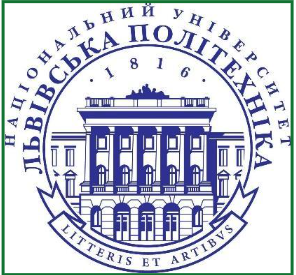 НАЦІОНАЛЬНИЙ УНІВЕРСИТЕТ
ЛЬВІВСЬКА ПОЛІТЕХНІКА
· 1816 ·
LITTERIS ET ARTIBVS